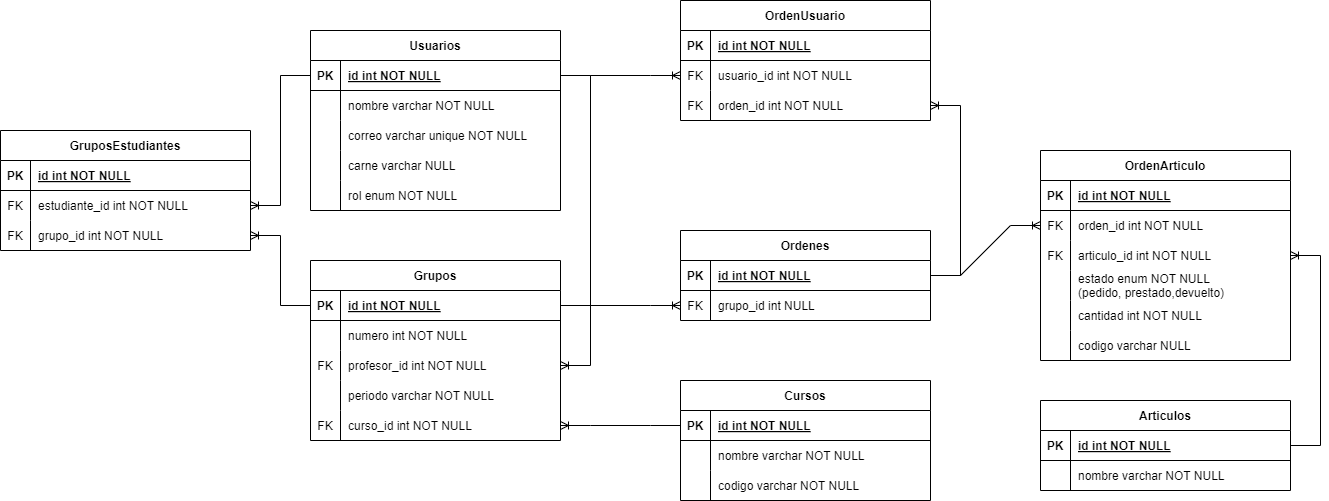 GruposEstudiantes
PK id int NOT NULL
FK estudiante_id int NOT NULL
FK grupo_id int NOT NULL
Usuarios
PK id int NOT NULL
nombre varchar NOT NULL
correo varchar unique NOT NULL
carne varchar NULL
rol enum NOT NULL
Grupos
PK id int NOT NULL
numero int NOT NULL
FK profesor_id int NOT NULL
periodo varchar NOT NULL
FK curso_id int NOT NULL
OrdenUsuario
PK id int NOT NULL
FK usuario_id int NOT NULL
FK orden_id int NOT NULL
Ordenes
PK id int NOT NULL
FK grupo_id int NULL
Cursos
PK id int NOT NULL
nombre varchar NOT NULL
codigo varchar NOT NULL
OrdenArticulo
PK id int NOT NULL
FK orden_id int NOT NULL
FK articulo_id int NOT NULL
estado enum NOT NULL
(pedido, prestado,devuelto)
cantidad int NOT NULL
codigo varchar NULL
Articulos
PK id int NOT NULL
nombre varchar NOT NULL